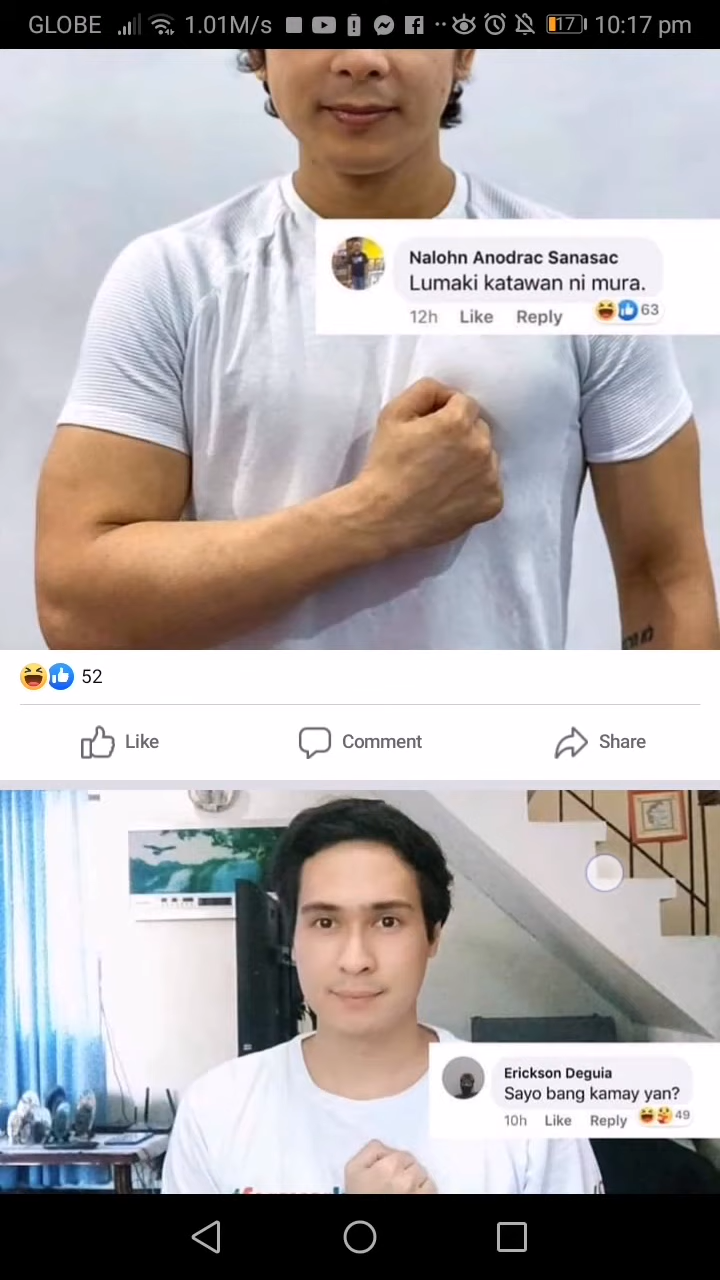 GLOBE 1.01M/s 17 10:17 pm
Nalohn Anodrac Sanasac
Lumaki katawan ni mura.
12h Like Reply 63
52
Like Comment Share
Erickson Deguia
Sayo bang kamay yan?
10h Like Reply 49